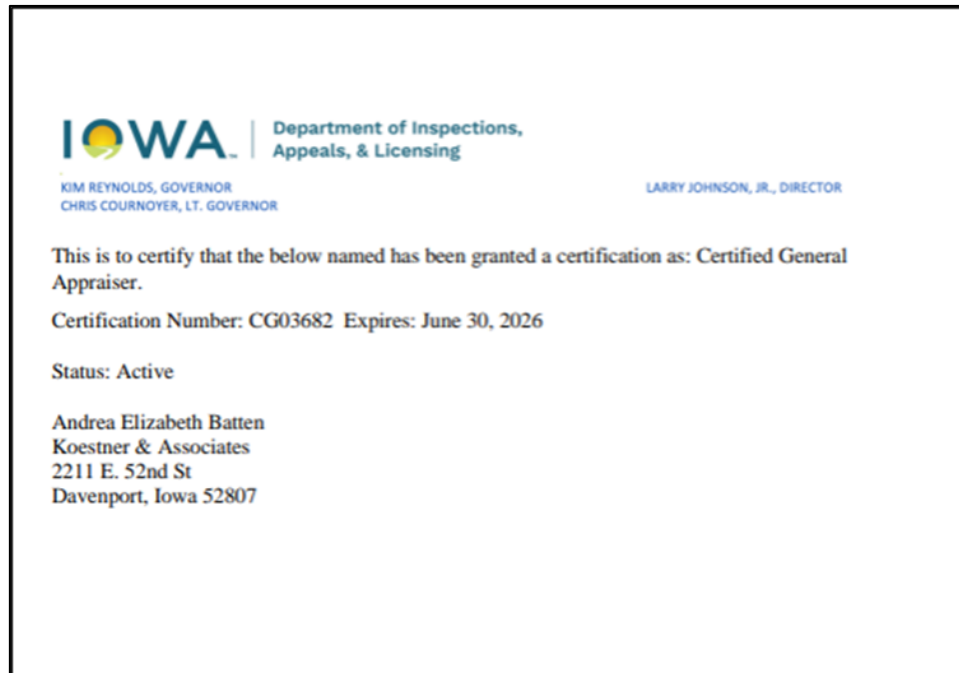 IOWA™
Department of Inspections,
Appeals, & Licensing
KIM REYNOLDS, GOVERNOR
CHRIS COURNOYER, LT. GOVERNOR
LARRY JOHNSON, JR., DIRECTOR
This is to certify that the below named has been granted a certification as: Certified General
Appraiser.
Certification Number: CG03682 Expires: June 30, 2026
Status: Active
Andrea Elizabeth Batten
Koestner & Associates
2211 E. 52nd St
Davenport, Iowa 52807